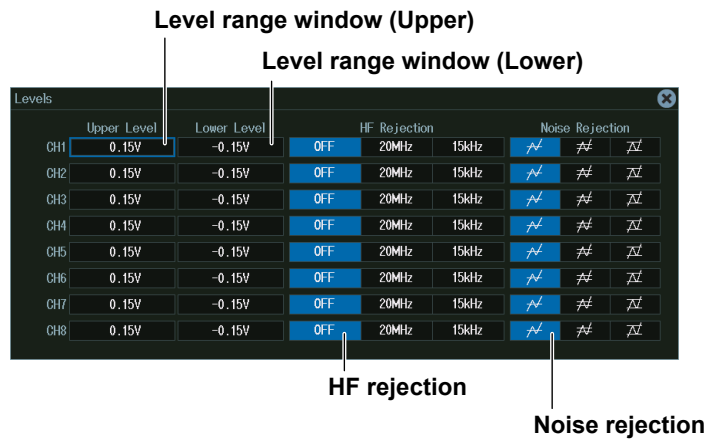 Level range window (Upper)
Level range window (Lower)
Levels
Upper Level Lower Level HF Rejection Noise Rejection
CH1 0.15V -0.15V OFF 20MHz 15kHz
CH2 0.15V -0.15V OFF 20MHz 15kHz
CH3 0.15V -0.15V OFF 20MHz 15kHz
CH4 0.15V -0.15V OFF 20MHz 15kHz
CH5 0.15V -0.15V OFF 20MHz 15kHz
CH6 0.15V -0.15V OFF 20MHz 15kHz
CH7 0.15V -0.15V OFF 20MHz 15kHz
CH8 0.15V -0.15V OFF 20MHz 15kHz
HF rejection
Noise rejection